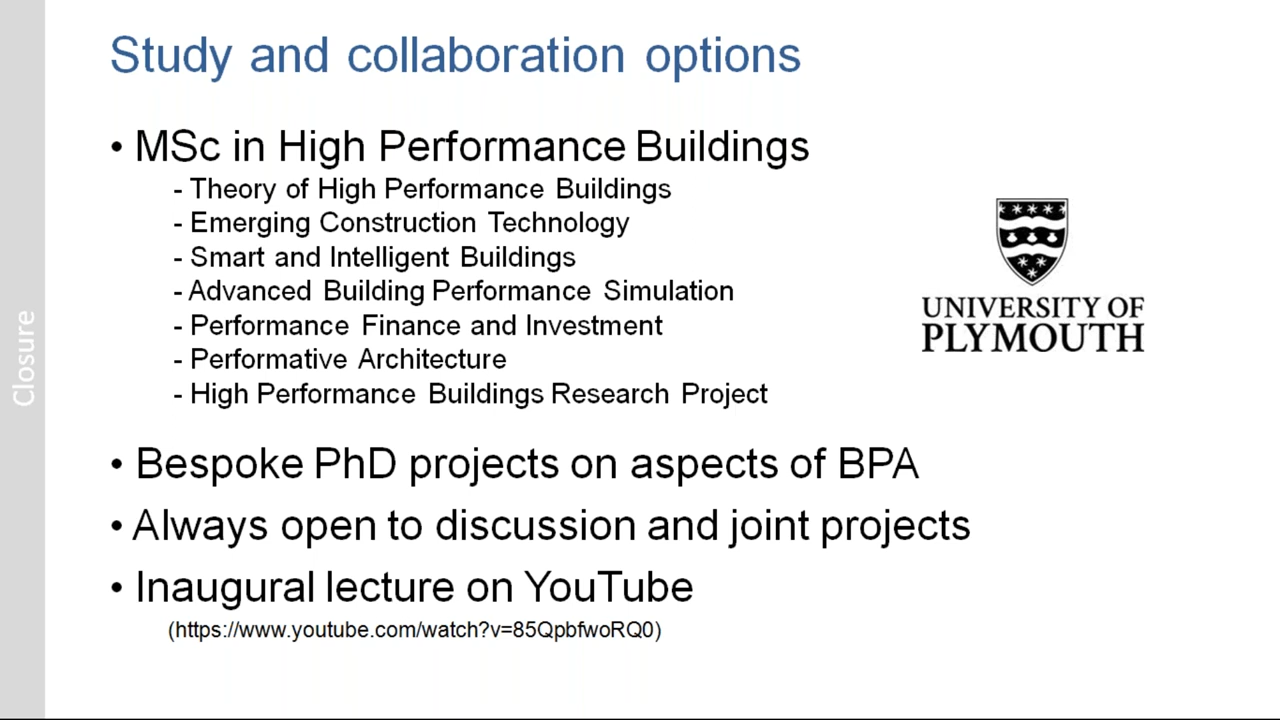 Study and collaboration options
• MSc in High Performance Buildings
- Theory of High Performance Buildings
- Emerging Construction Technology
- Smart and Intelligent Buildings
- Advanced Building Performance Simulation
- Performance Finance and Investment
- Performative Architecture
- High Performance Buildings Research Project
UNIVERSITY OF
PLYMOUTH
Closure
• Bespoke PhD projects on aspects of BPA
• Always open to discussion and joint projects
• Inaugural lecture on YouTube
(https://www.youtube.com/watch?v=85QpbfwoRQ0)